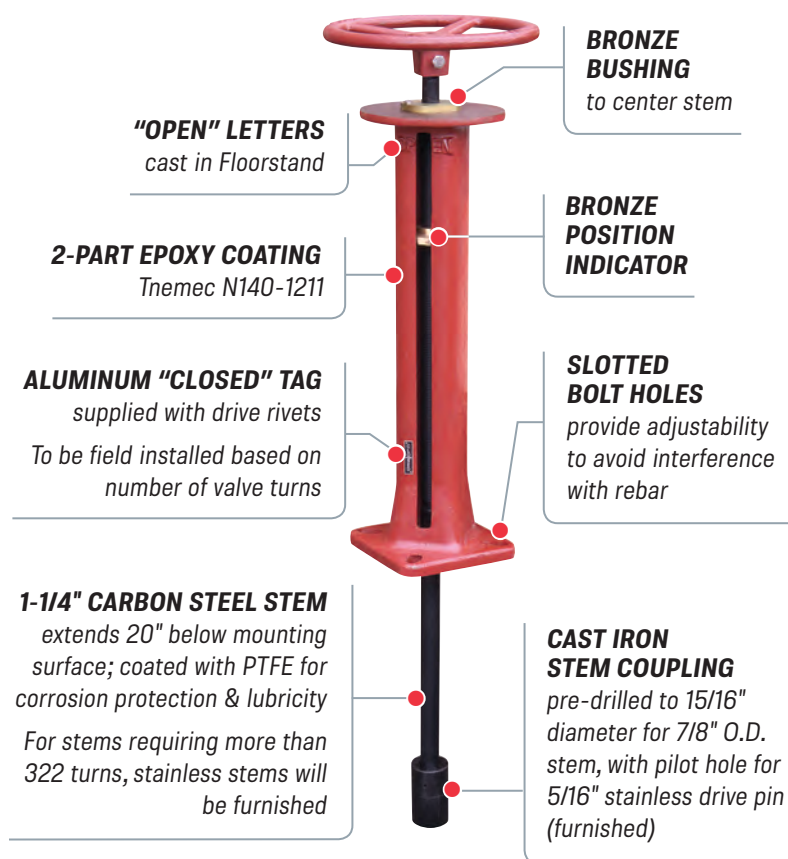 BRONZE
BUSHING
to center stem
"OPEN" LETTERS
cast in Floorstand
BRONZE
POSITION
INDICATOR
2-PART EPOXY COATING
Tnemec N140-1211
ALUMINUM "CLOSED" TAG
supplied with drive rivets
To be field installed based on
number of valve turns
SLOTTED
BOLT HOLES
provide adjustability
to avoid interference
with rebar
1-1/4" CARBON STEEL STEM
extends 20" below mounting
surface; coated with PTFE for
corrosion protection & lubricity
For stems requiring more than
322 turns, stainless stems will
be furnished
CAST IRON
STEM COUPLING
pre-drilled to 15/16"
diameter for 7/8" O.D.
stem, with pilot hole for
5/16" stainless drive pin
(furnished)